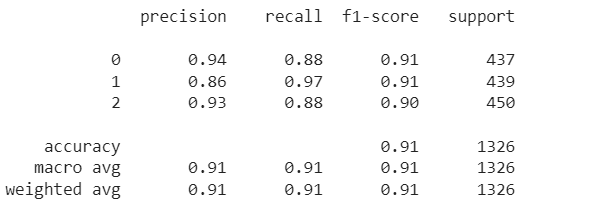 precision recall f1-score support
0 0.94 0.88 0.91 437
1 0.86 0.97 0.91 439
2 0.93 0.88 0.90 450
accuracy 0.91 1326
macro avg 0.91 0.91 0.91 1326
weighted avg 0.91 0.91 0.91 1326